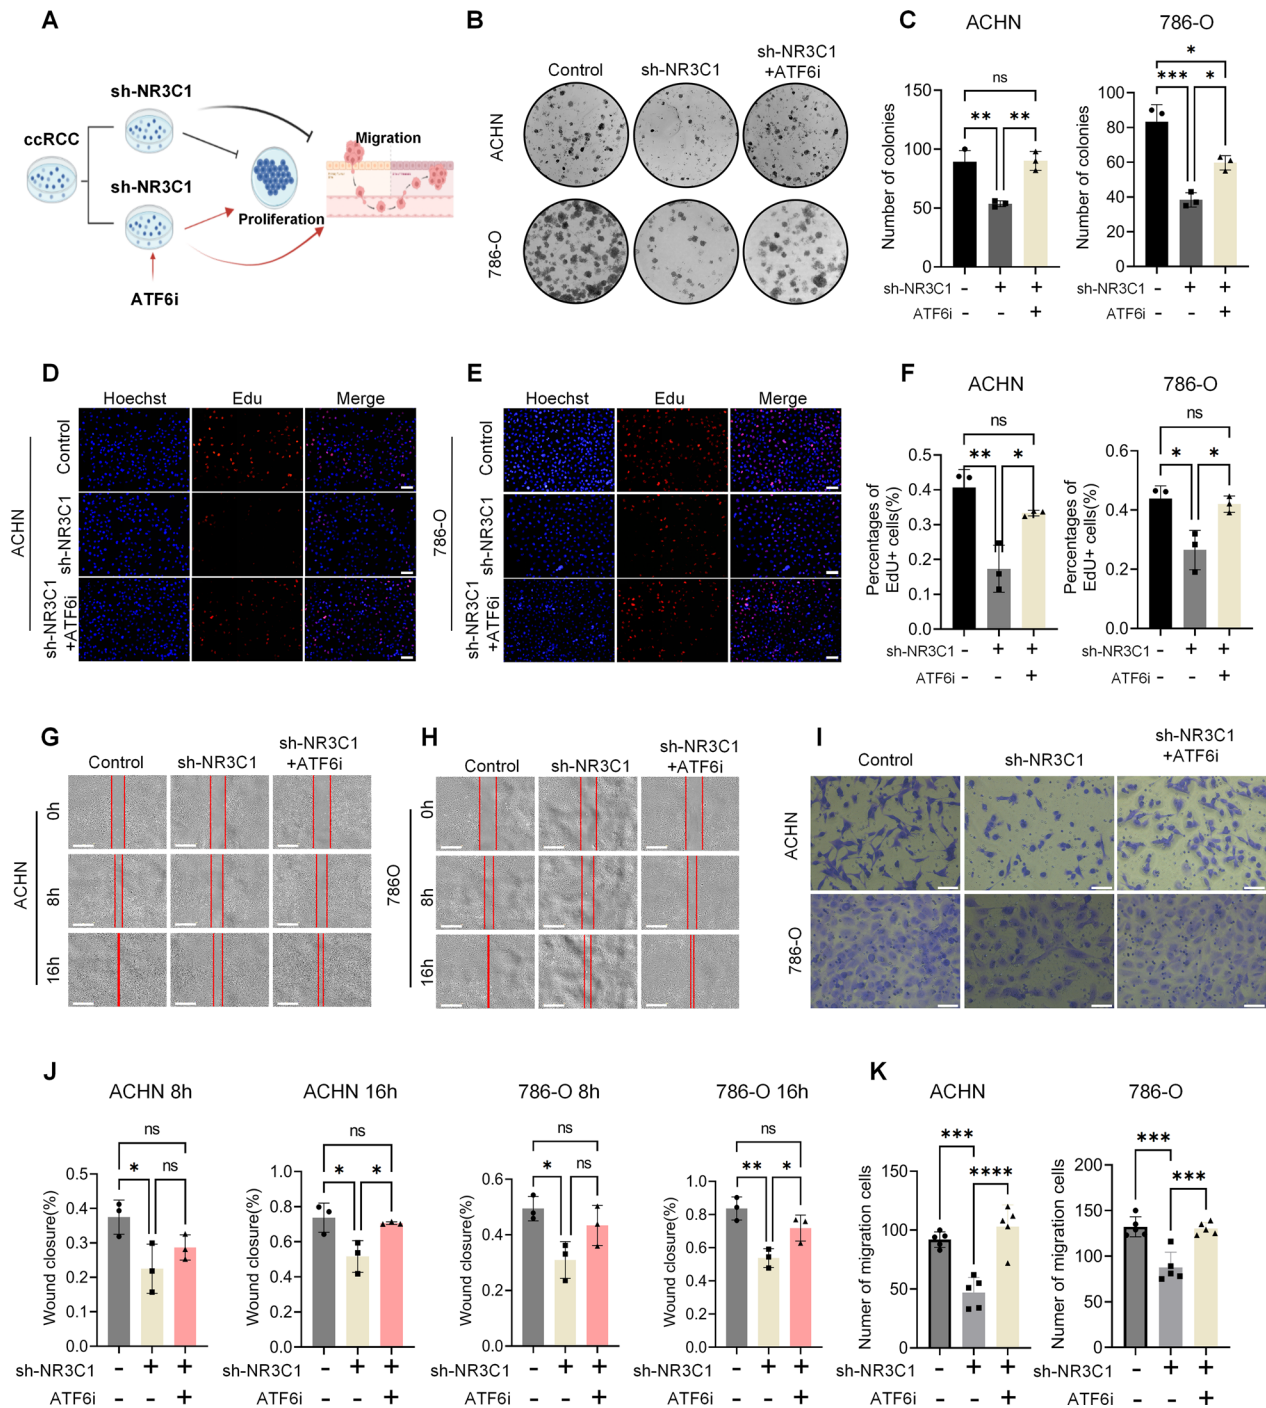 A
sh-NR3C1
ccRCC
Migration
sh-NR3C1
Proliferation
ATF6i
B
Control
sh-NR3C1
sh-NR3C1
+ATF6i
ACHN
786-O
C
ACHN
786-O
ns
** **
Number of colonies
150
100
50
0
sh-NR3C1 - + +
ATF6i - - +
*
*** *
Number of colonies
100
80
60
40
20
0
sh-NR3C1 - + +
ATF6i - - +
D
Hoechst Edu Merge
ACHN
Control
sh-NR3C1
sh-NR3C1
+ATF6i
E
Hoechst Edu Merge
786-O
Control
sh-NR3C1
sh-NR3C1
+ATF6i
F
ACHN
786-O
ns
** *
Percentages of
EdU+ cells(%)
0.5
0.4
0.3
0.2
0.1
0.0
sh-NR3C1 - + +
ATF6i - - +
ns
* *
Percentages of
EdU+ cells(%)
0.6
0.4
0.2
0.0
sh-NR3C1 - + +
ATF6i - - +
G
Control sh-NR3C1
sh-NR3C1
+ATF6i
ACHN
0h
8h
16h
H
Control sh-NR3C1
sh-NR3C1
+ATF6i
786O
0h
8h
16h
I
Control
sh-NR3C1
sh-NR3C1
+ATF6i
ACHN
786-O
J
ACHN 8h
ns
* ns
Wound closure(%)
0.5
0.4
0.3
0.2
0.1
0.0
sh-NR3C1 - + +
ATF6i - - +
ACHN 16h
ns
* *
Wound closure(%)
1.0
0.8
0.6
0.4
0.2
0.0
sh-NR3C1 - + +
ATF6i - - +
786-O 8h
ns
* ns
Wound closure(%)
0.6
0.4
0.2
0.0
sh-NR3C1 - + +
ATF6i - - +
786-O 16h
ns
** *
Wound closure(%)
1.0
0.8
0.6
0.4
0.2
0.0
sh-NR3C1 - + +
ATF6i - - +
K
ACHN
***
****
Numer of migration cells
150
100
50
0
sh-NR3C1 - + +
ATF6i - - +
786-O
***
***
Numer of migration cells
200
150
100
50
0
sh-NR3C1 - + +
ATF6i - - +